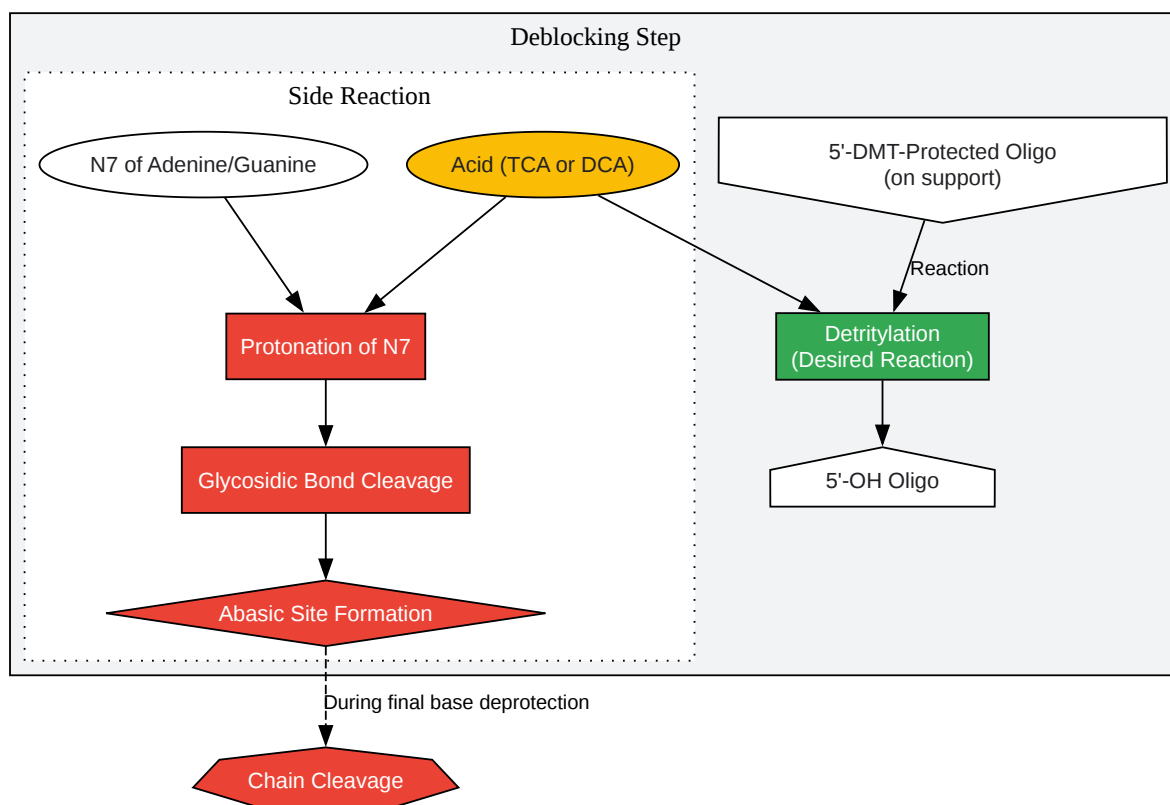 Deblocking Step
Side Reaction
N7 of Adenine/Guanine
Acid (TCA or DCA)
5'-DMT-Protected Oligo
(on support)
Reaction
Protonation of N7
Detritylation
(Desired Reaction)
Glycosidic Bond Cleavage
5'-OH Oligo
Abasic Site Formation
During final base deprotection
Chain Cleavage